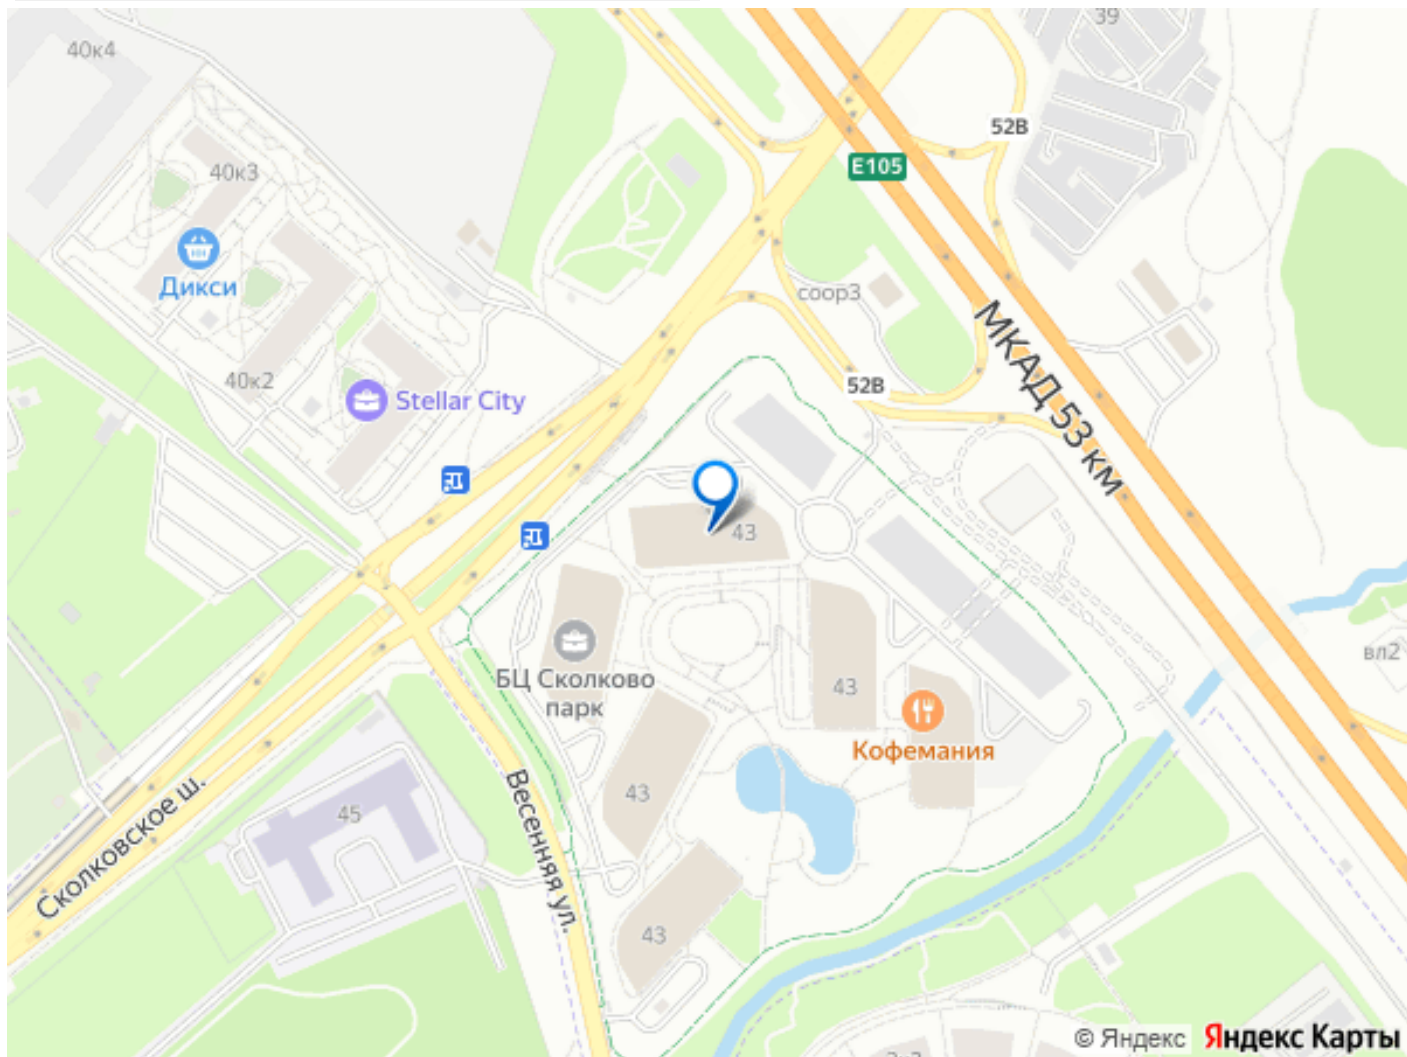 39
40к4
52В
E105
40к3
Дикси
соор3
МКАД 53 км
40к2
52В
Stellar City
43
вл2
БЦ Сколково
парк
43
Кофемания
Сколковское ш.
45
Весенняя ул.
43
43
© Яндекс
Яндекс Карты